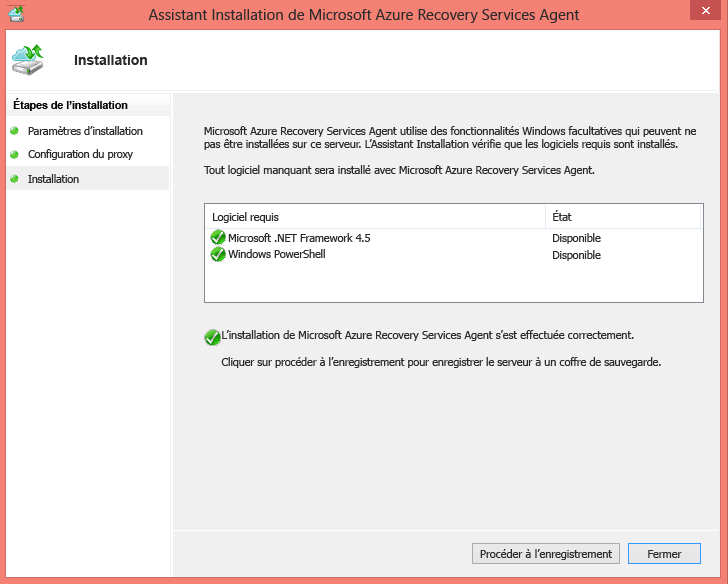 Assistant Installation de Microsoft Azure Recovery Services Agent
Installation
Étapes de l'installation
Paramètres d'installation
Configuration du proxy
Installation
Microsoft Azure Recovery Services Agent utilise des fonctionnalités Windows facultatives qui peuvent ne
pas être installées sur ce serveur. L'Assistant Installation vérifie que les logiciels requis sont installés.
Tout logiciel manquant sera installé avec Microsoft Azure Recovery Services Agent.
Logiciel requis État
Microsoft .NET Framework 4.5 Disponible
Windows PowerShell Disponible
L'installation de Microsoft Azure Recovery Services Agent s'est effectuée correctement.
Cliquer sur procéder à l'enregistrement pour enregistrer le serveur à un coffre de sauvegarde.
Procéder à l'enregistrement Fermer